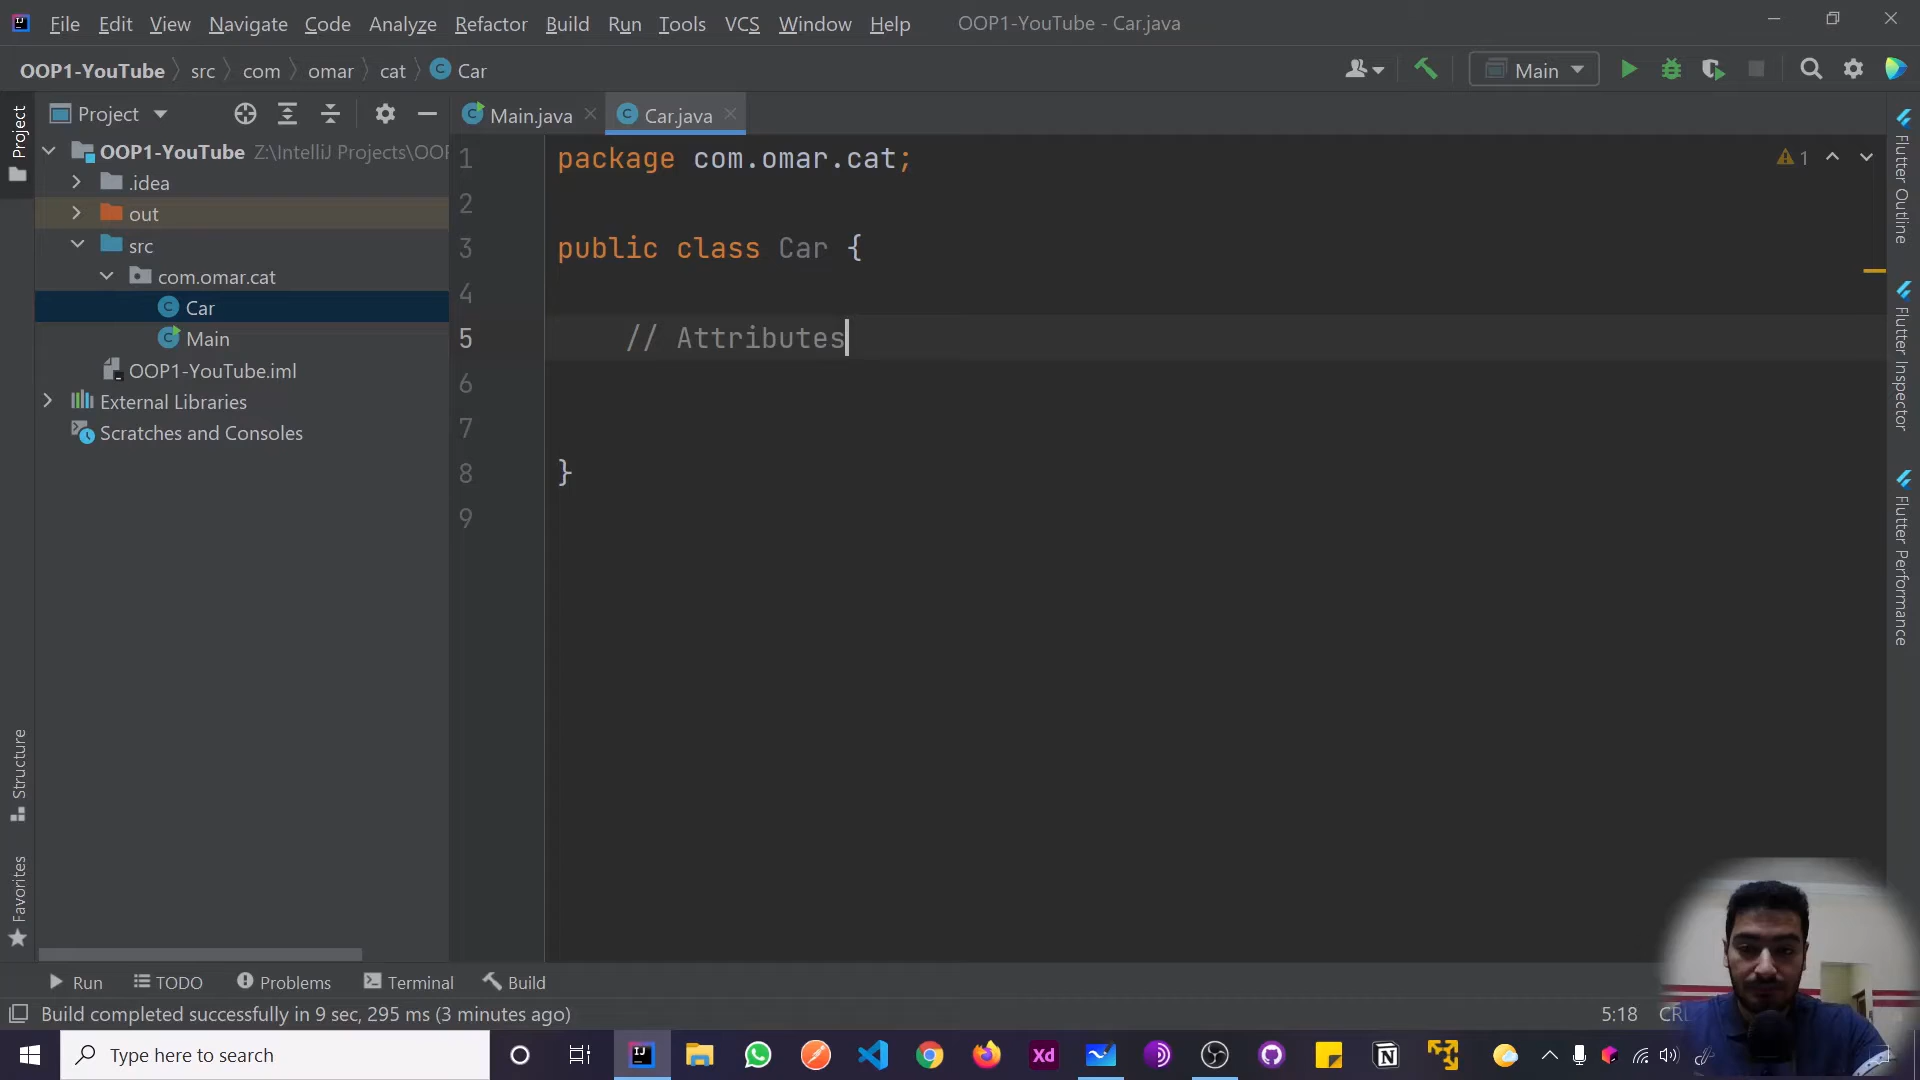 File Edit View Navigate Code Analyze Refactor Build Run Tools VCS Window Help OOP1-YouTube - Car.java
OOP1-YouTube src com omar cat Car Main
Project Main.java Car.java
Project
OOP1-YouTube Z:\IntelliJ Projects\OOP
.idea
out
src
com.omar.cat
Car
Main
OOP1-YouTube.iml
External Libraries
Scratches and Consoles
Structure
Favorites
1 package com.omar.cat;
2
3 public class Car {
4
5 // Attributes
6
7
8 }
9
1
Flutter Outline
Flutter Inspector
Flutter Performance
Run TODO Problems Terminal Build
Build completed successfully in 9 sec, 295 ms (3 minutes ago) 5:18
Type here to search